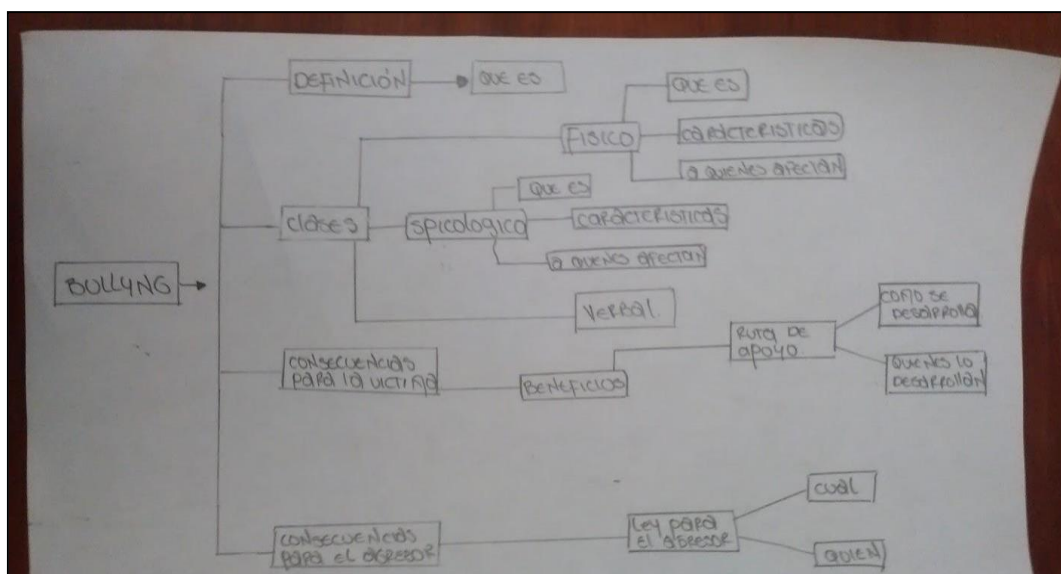 DEFINICIÓN
QUE ES
QUE ES
FISICO
CARACTERISTICAS
a QUIENES AFECTAN
clases
SPICOLOGICO
QUE ES
CARACTERISTICAS
a QUENES AFECTAN
BULLYNG
VERBAL
CONSECUENCIAS
PARA LA VICTIMA
BENEFICIOS
RUTA DE
APOYO.
COMO SE
DESARROLLA
QUENES LO
DESARROLLAN
CONSECUENCIAS
PARA EL AGRESOR
LEY PARA
EL AGRESOR
CUAL
QUIEN